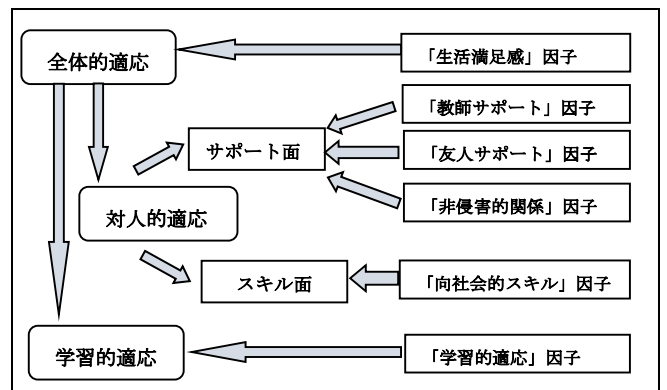 全体的適応
「生活満足感」因子
「教師サポート」因子
サポート面
「友人サポート」因子
対人的適応
「非侵害的関係」因子
スキル面
「向社会的スキル」因子
学習的適応
「学習的適応」因子